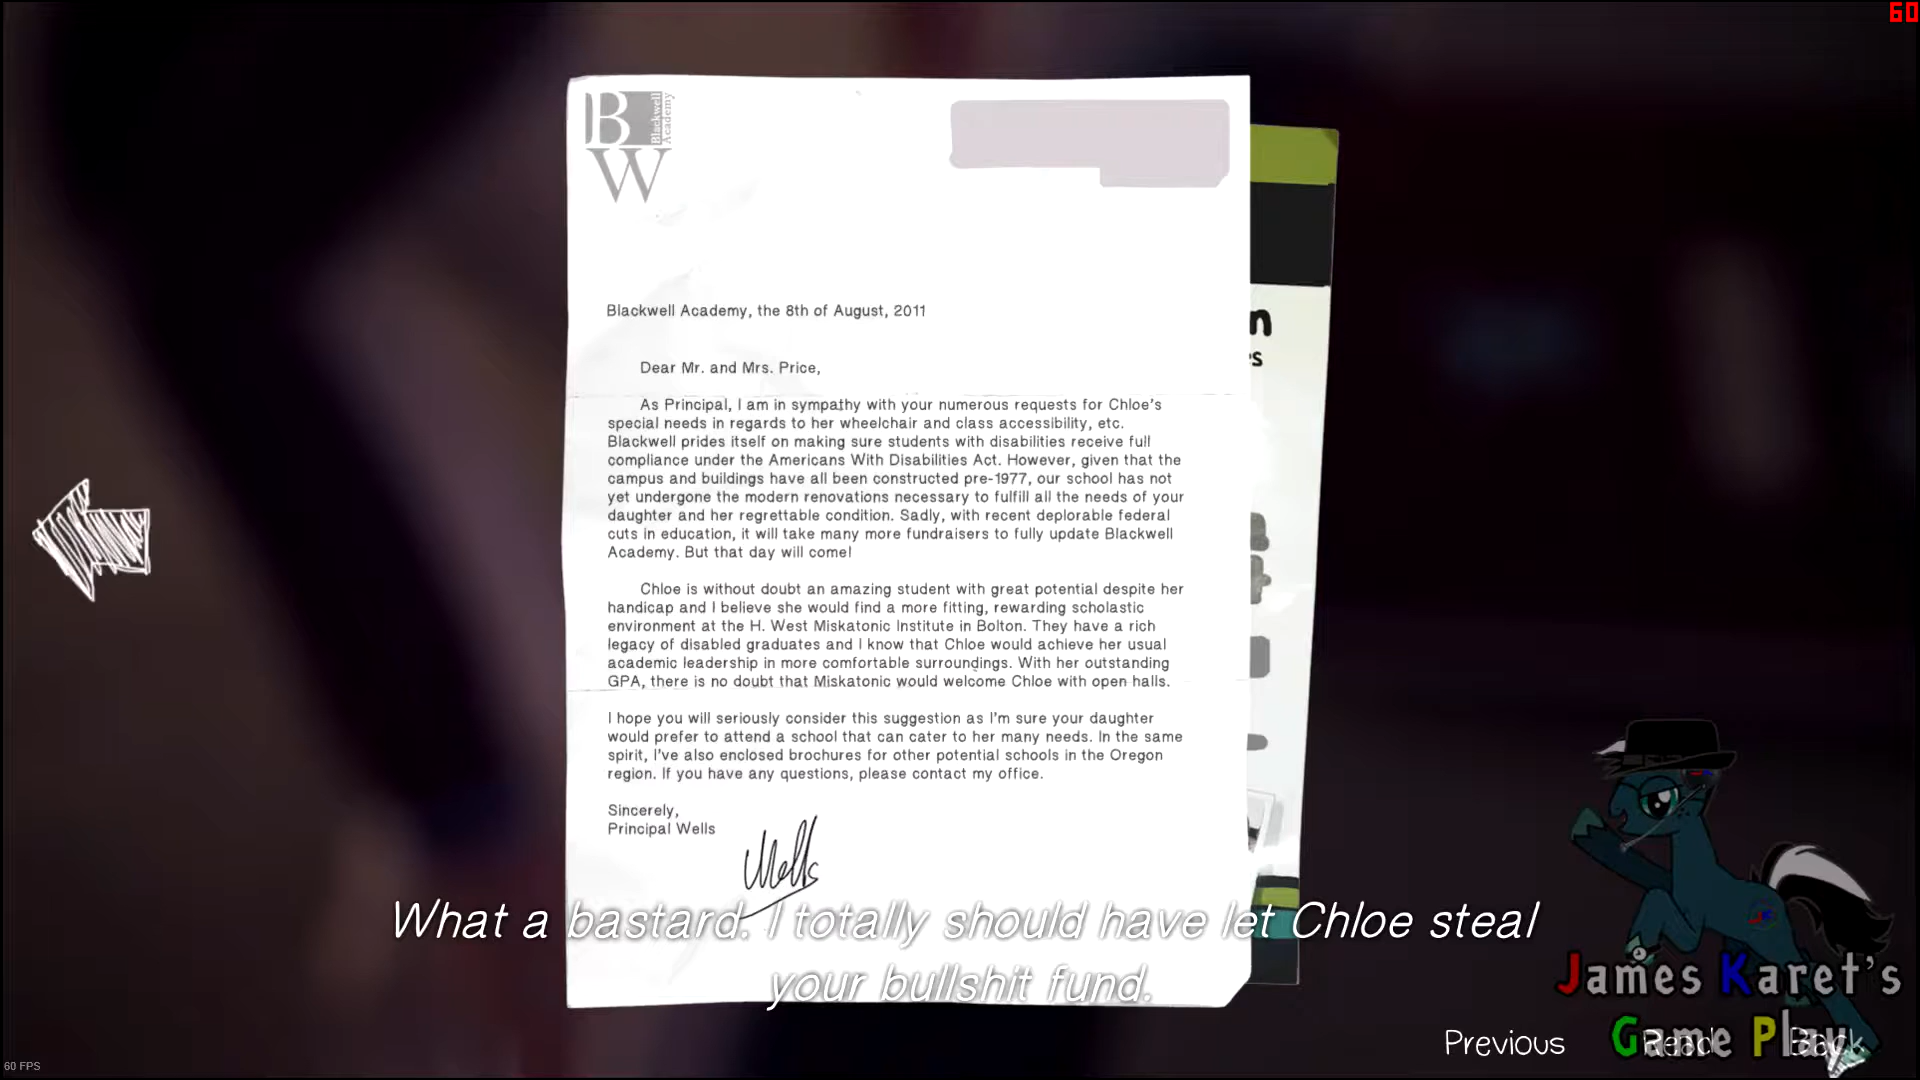 60
B
Blackwell
Academy
W
Blackwell Academy, the 8th of August, 2011
Dear Mr. and Mrs. Price,
As Principal, I am in sympathy with your numerous requests for Chloe's
special needs in regards to her wheelchair and class accessibility, etc.
Blackwell prides itself on making sure students with disabilities receive full
compliance under the Americans With Disabilities Act. However, given that the
campus and buildings have all been constructed pre-1977, our school has not
yet undergone the modern renovations necessary to fulfill all the needs of your
daughter and her regrettable condition. Sadly, with recent deplorable federal
cuts in education, it will take many more fundraisers to fully update Blackwell
Academy. But that day will come!
Chloe is without doubt an amazing student with great potential despite her
handicap and I believe she would find a more fitting, rewarding scholastic
environment at the H. West Miskatonic Institute in Bolton. They have a rich
legacy of disabled graduates and I know that Chloe would achieve her usual
academic leadership in more comfortable surroundings. With her outstanding
GPA, there is no doubt that Miskatonic would welcome Chloe with open halls.
I hope you will seriously consider this suggestion as I'm sure your daughter
would prefer to attend a school that can cater to her many needs. In the same
spirit, I've also enclosed brochures for other potential schools in the Oregon
region. If you have any questions, please contact my office.
Sincerely,
Principal Wells
Wells
n
es
What a bastard. I totally should have let Chloe steal
your bullshit fund.
James Karet's
Game Play
Previous Read Back
60 FPS